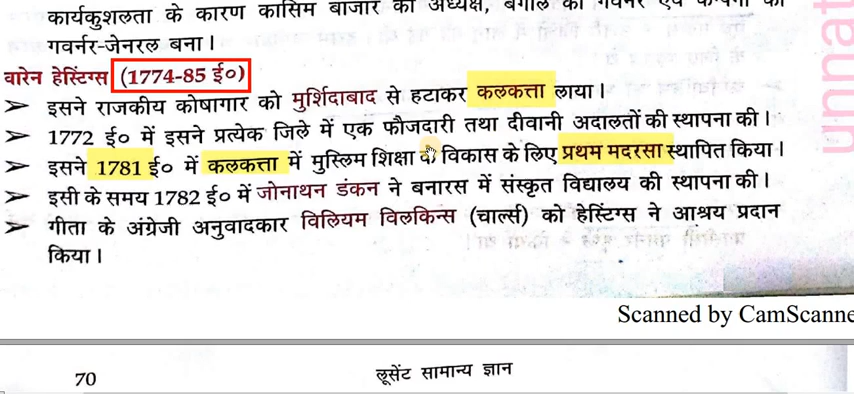 कार्यकुशलता के कारण कासिम बाजार का अध्यक्ष, बंगाल का गवर्नर एवं कम्पनी का
गवर्नर-जेनरल बना।
वारेन हेस्टिंग्स (1774-85 ई०)
➤ इसने राजकीय कोषागार को मुर्शिदाबाद से हटाकर कलकत्ता लाया।
➤ 1772 ई० में इसने प्रत्येक जिले में एक फौजदारी तथा दीवानी अदालतों की स्थापना की।
➤ इसने 1781 ई० में कलकत्ता में मुस्लिम शिक्षा के विकास के लिए प्रथम मदरसा स्थापित किया।
➤ इसी के समय 1782 ई० में जोनाथन डंकन ने बनारस में संस्कृत विद्यालय की स्थापना की।
➤ गीता के अंग्रेजी अनुवादकार विलियम विलकिन्स (चार्ल्स) को हेस्टिंग्स ने आश्रय प्रदान
किया।
unnat
Scanned by CamScanne
70 लूसेंट सामान्य ज्ञान